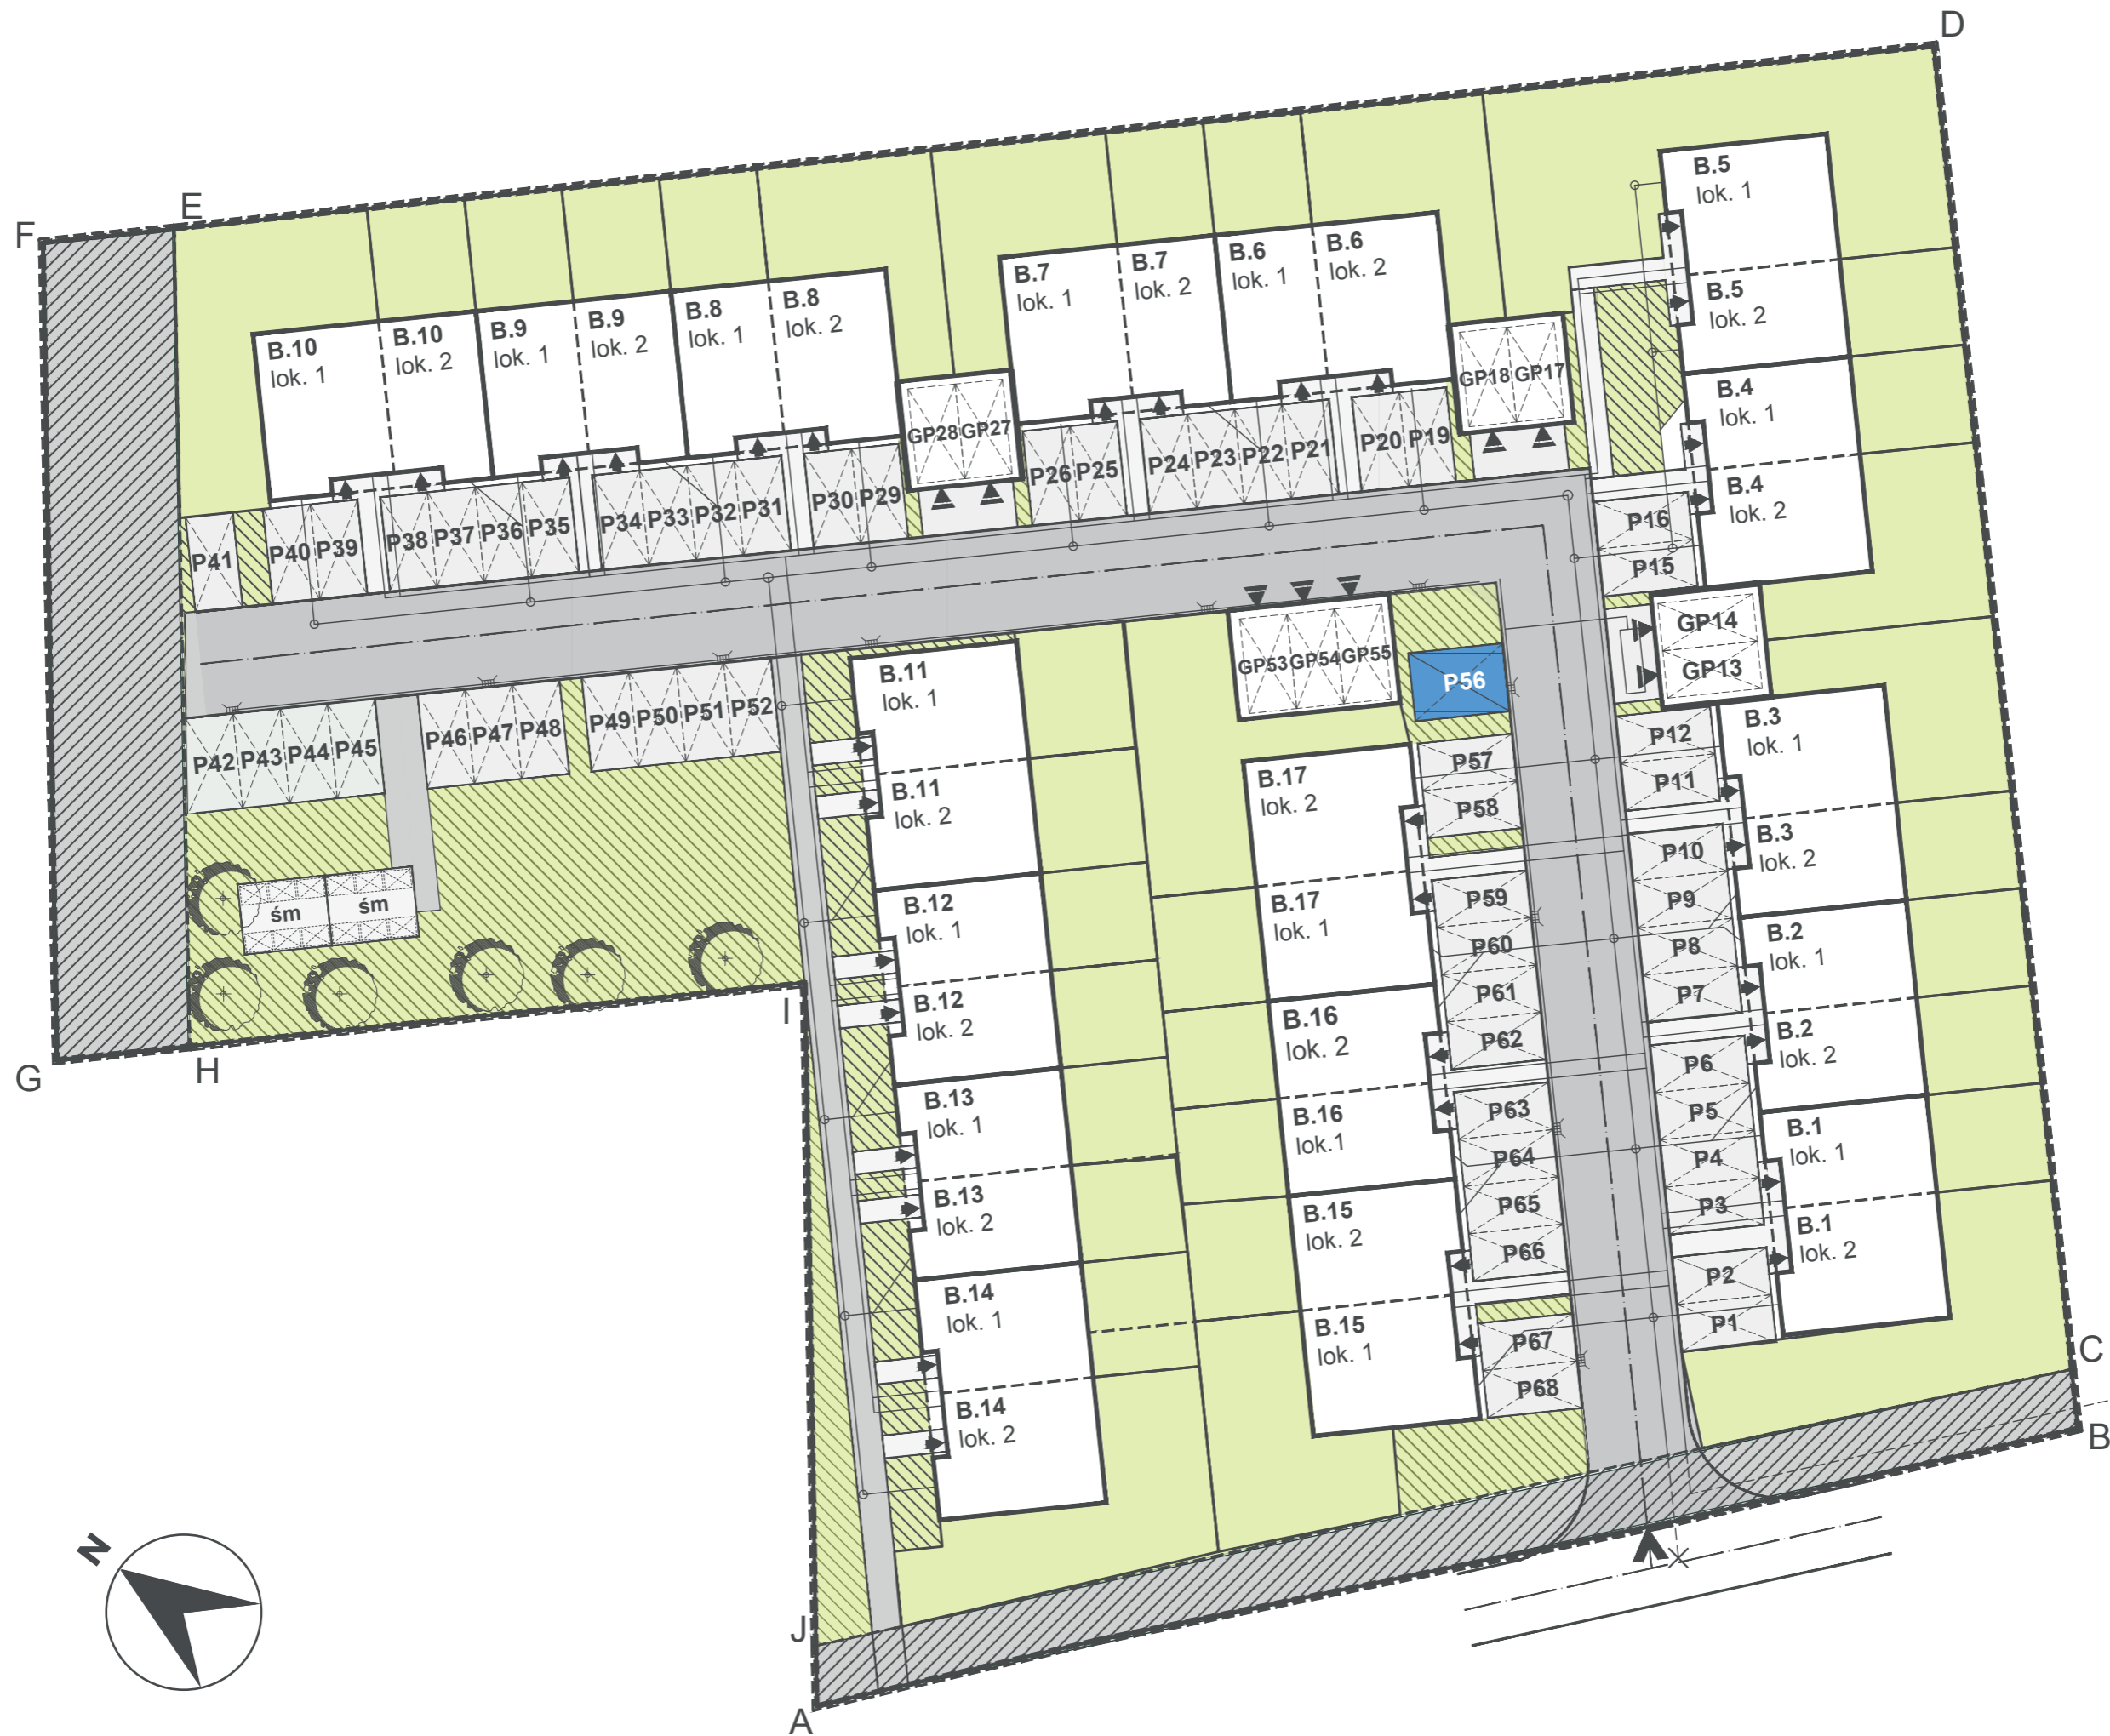 D
F
E
B.5
lok. 1
B.5
lok. 2
B.7
lok. 1
B.7
lok. 2
B.6
lok. 1
B.6
lok. 2
B.10
lok. 1
B.10
lok. 2
B.9
lok. 1
B.9
lok. 2
B.8
lok. 1
B.8
lok. 2
GP28 GP27
GP18 GP17
B.4
lok. 1
B.4
lok. 2
P41
P40 P39
P38 P37 P36 P35
P34 P33 P32 P31
P30 P29
P26 P25
P24 P23 P22 P21
P20 P19
P16
P15
GP14
GP13
GP53 GP54 GP55
P56
P42 P43 P44 P45
P46 P47 P48
P49 P50 P51 P52
B.11
lok. 1
B.11
lok. 2
P12
P11
B.3
lok. 1
B.3
lok. 2
P57
P58
B.17
lok. 2
B.17
lok. 1
P10
P9
P8
P7
P59
P60
P61
P62
B.2
lok. 1
B.2
lok. 2
śm
śm
B.12
lok. 1
B.12
lok. 2
I
G
H
B.16
lok. 2
B.16
lok.1
P6
P5
P4
P3
P63
P64
P65
P66
B.1
lok. 1
B.1
lok. 2
B.13
lok. 1
B.13
lok. 2
B.15
lok. 2
B.15
lok. 1
P2
P1
P67
P68
B.14
lok. 1
B.14
lok. 2
C
B
N
J
A